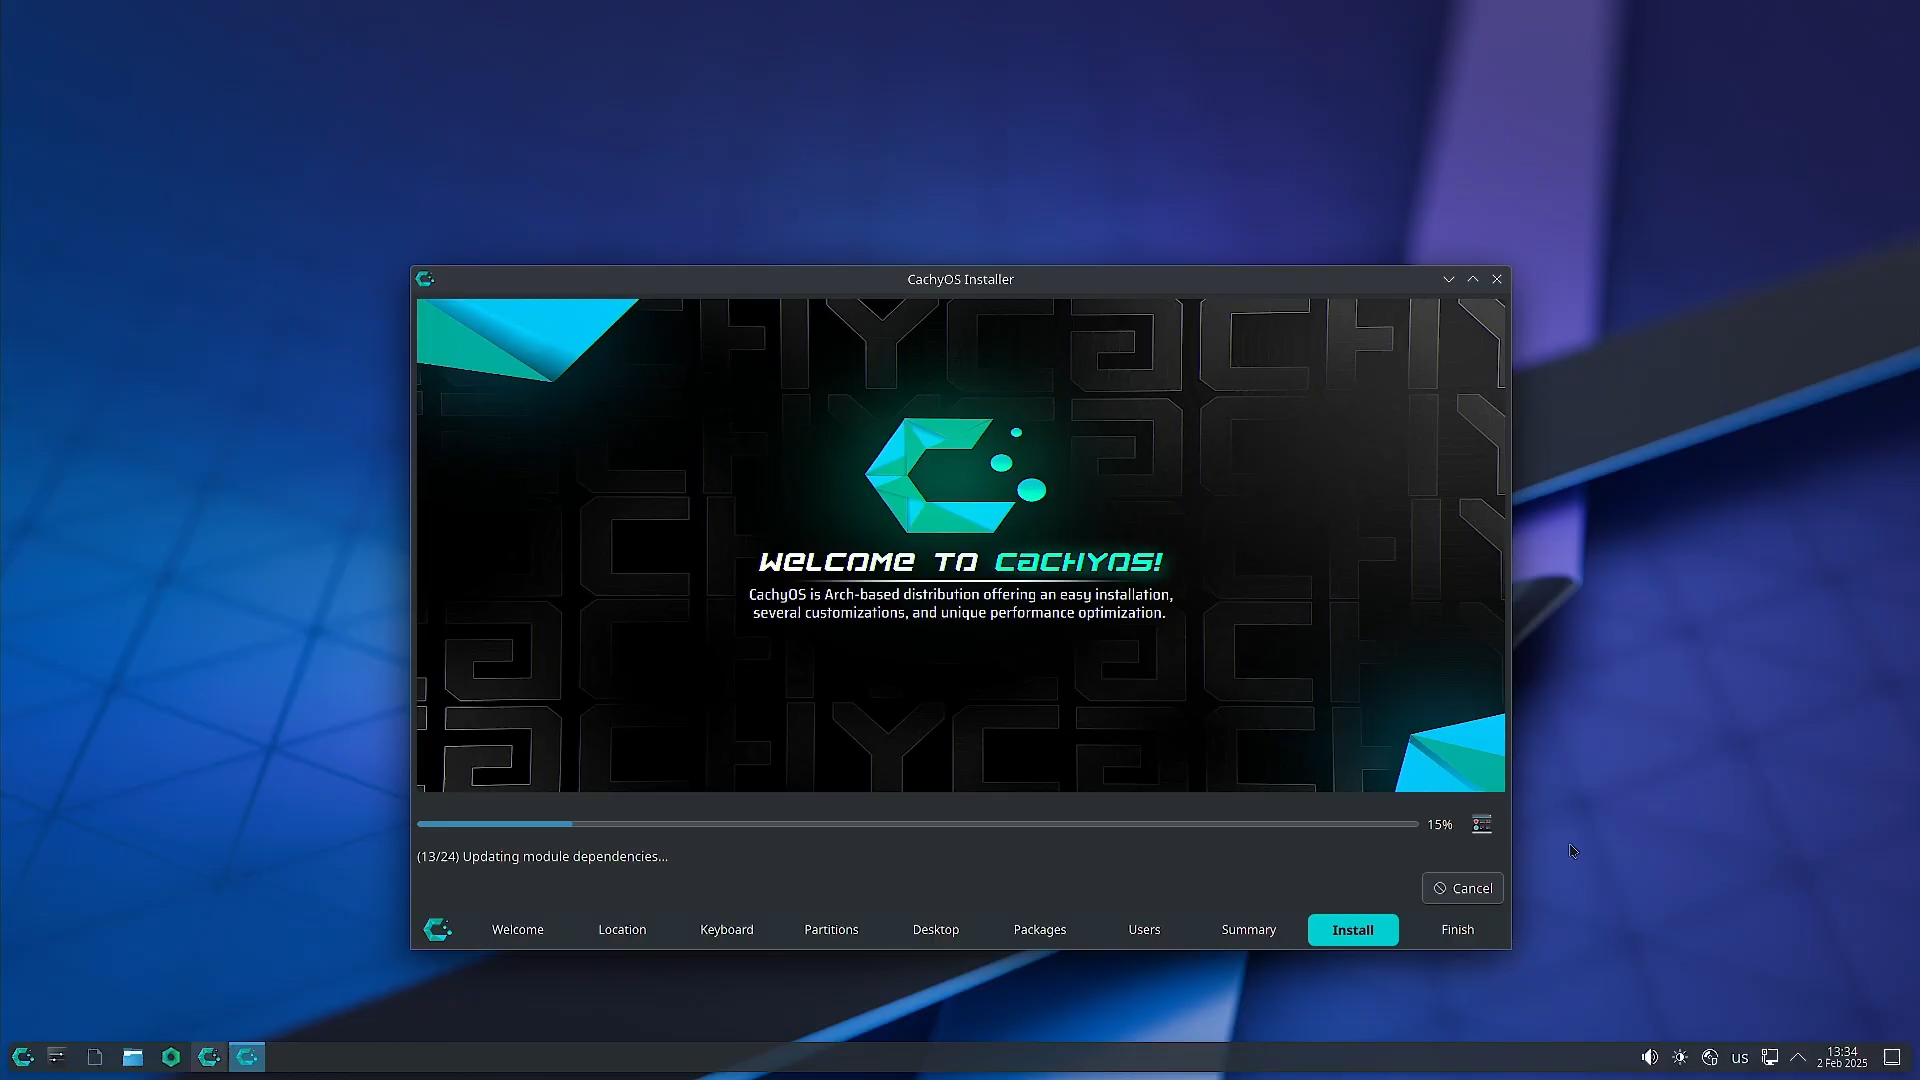 CachyOS Installer
WELCOME TO CACHYOS!
CachyOS is Arch-based distribution offering an easy installation,
several customizations, and unique performance optimization.
15%
(13/24) Updating module dependencies...
Cancel
Welcome
Location
Keyboard
Partitions
Desktop
Packages
Users
Summary
Install
Finish
us
13:34
2 Feb 2025